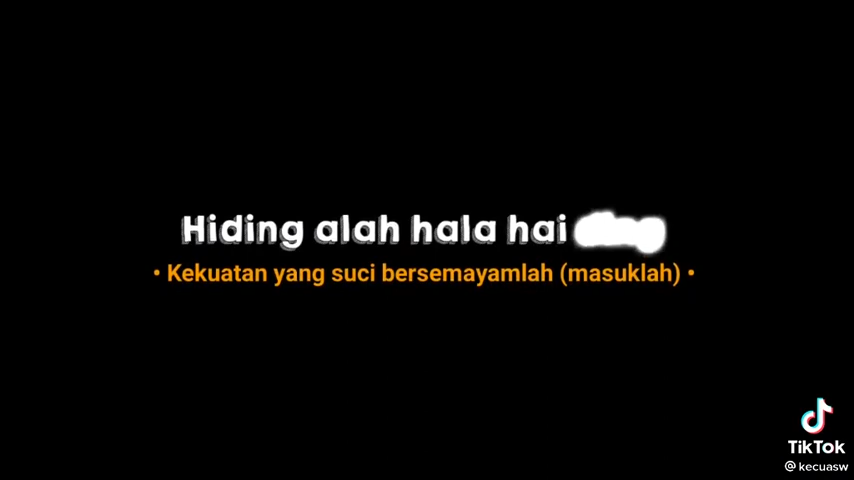 Hiding alah hala hai
• Kekuatan yang suci bersemayamlah (masuklah) •
TikTok
@kecuasw